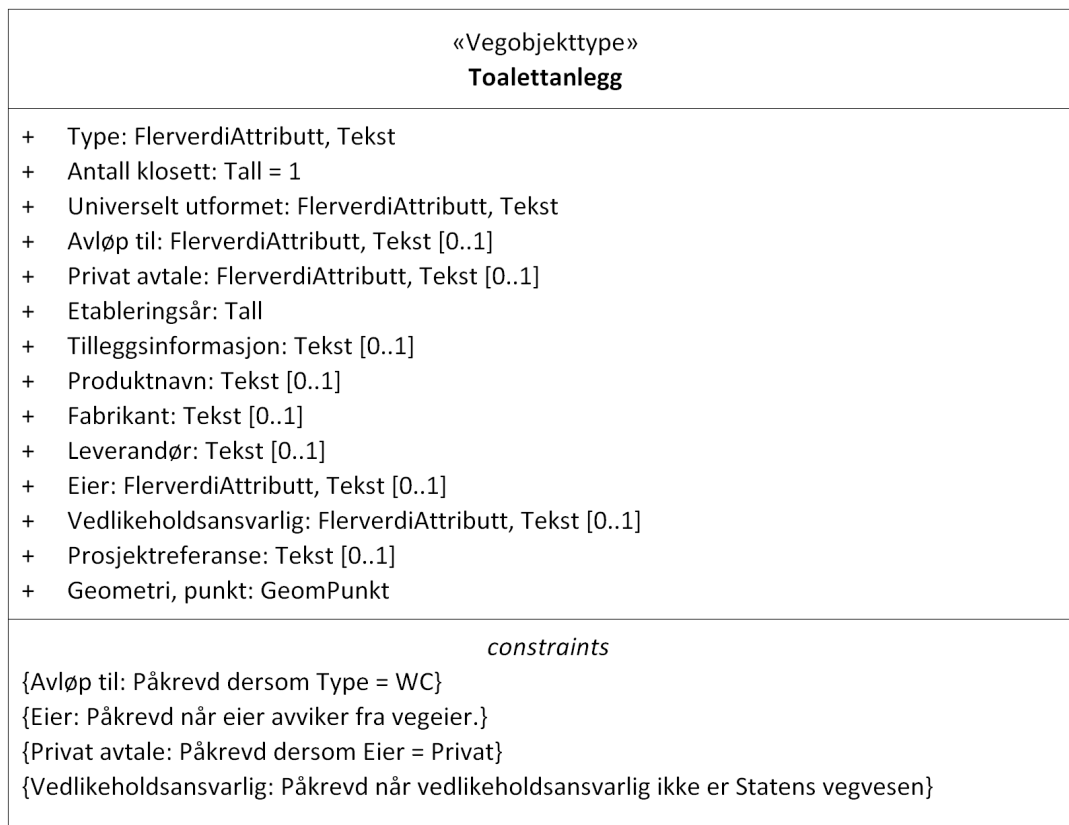 «Vegobjekttype»
Toalettanlegg
+ Type: FlerverdiAttributt, Tekst
+ Antall klosett: Tall = 1
+ Universelt utformet: FlerverdiAttributt, Tekst
+ Avløp til: FlerverdiAttributt, Tekst [0..1]
+ Privat avtale: FlerverdiAttributt, Tekst [0..1]
+ Etableringsår: Tall
+ Tilleggsinformasjon: Tekst [0..1]
+ Produktnavn: Tekst [0..1]
+ Fabrikant: Tekst [0..1]
+ Leverandør: Tekst [0..1]
+ Eier: FlerverdiAttributt, Tekst [0..1]
+ Vedlikeholdsansvarlig: FlerverdiAttributt, Tekst [0..1]
+ Prosjektreferanse: Tekst [0..1]
+ Geometri, punkt: GeomPunkt
constraints
{Avløp til: Påkrevd dersom Type = WC}
{Eier: Påkrevd når eier avviker fra vegeier.}
{Privat avtale: Påkrevd dersom Eier = Privat}
{Vedlikeholdsansvarlig: Påkrevd når vedlikeholdsansvarlig ikke er Statens vegvesen}